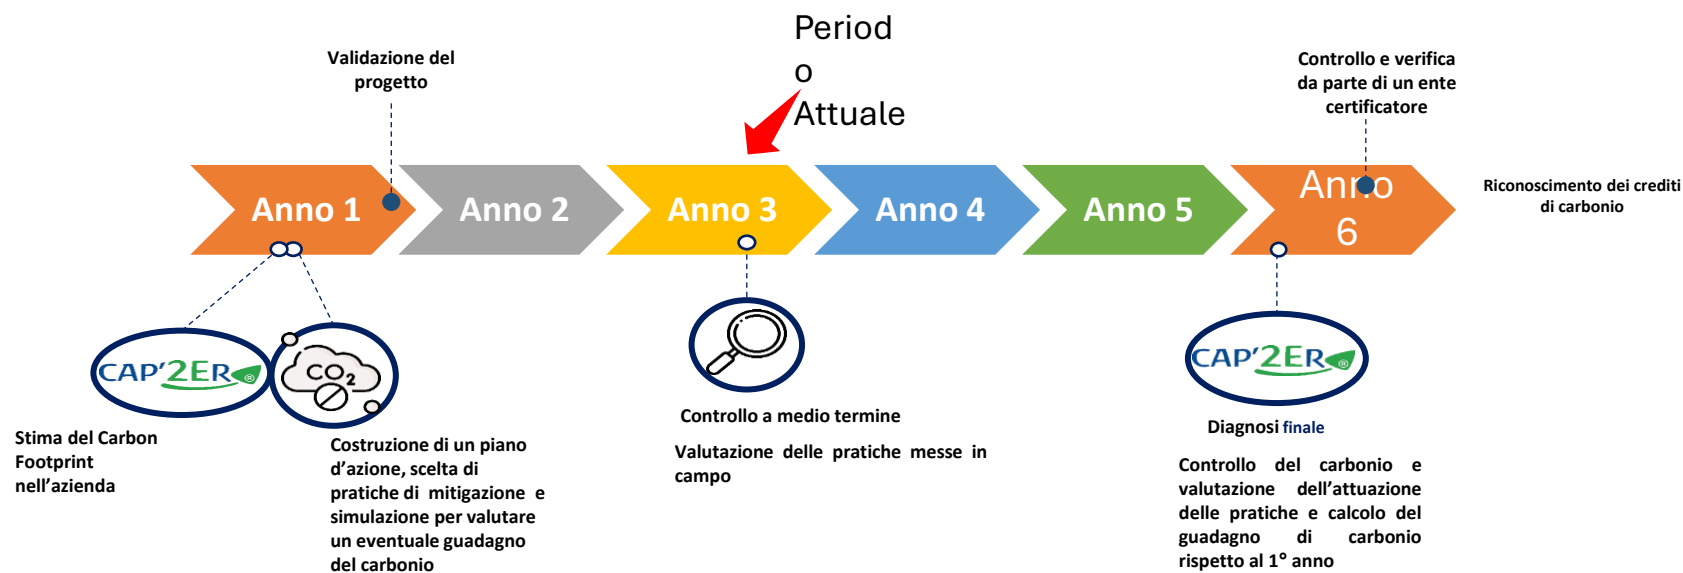 Period
o
Attuale
Validazione del
progetto
Controllo e verifica
da parte di un ente
certificatore
Anno 1
Anno 2
Anno 3
Anno 4
Anno 5
Anno
6
Riconoscimento dei crediti
di carbonio
CAP'2ER®
CO2
CAP'2ER®
Stima del Carbon
Footprint
nell'azienda
Costruzione di un piano
d'azione, scelta di
pratiche di mitigazione e
simulazione per valutare
un eventuale guadagno
del carbonio
Controllo a medio termine
Valutazione delle pratiche messe in
campo
Diagnosi finale
Controllo del carbonio e
valutazione dell'attuazione
delle pratiche e calcolo del
guadagno di carbonio
rispetto al 1° anno